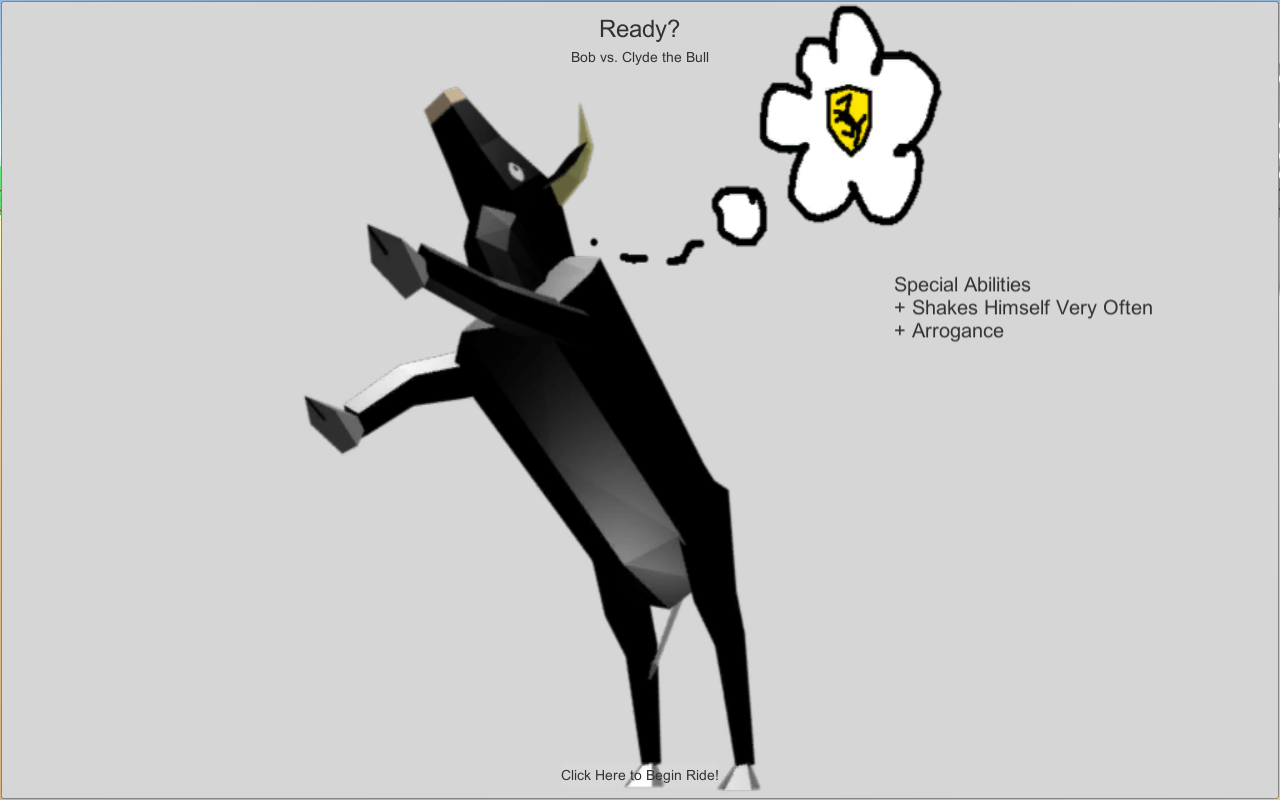 Ready?
Bob vs. Clyde the Bull
Special Abilities
+ Shakes Himself Very Often
+ Arrogance
Click Here to Begin Ride!